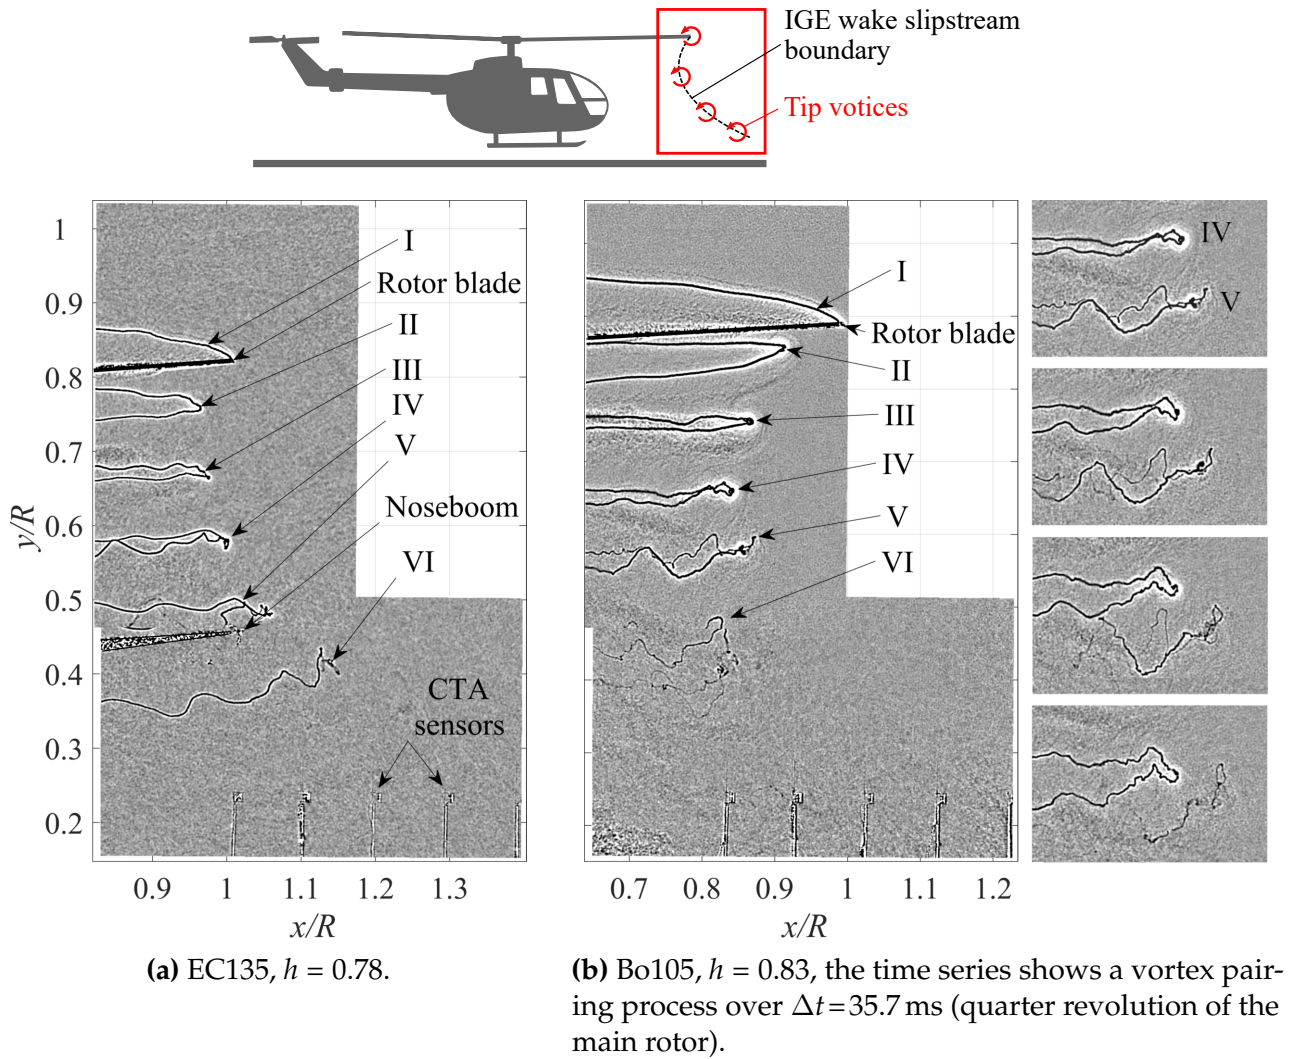 IGE wake slipstream
boundary
Tip votices
I
Rotor blade
II
III
IV
V
Noseboom
VI
CTA
sensors
1
0.9
0.8
0.7
0.6
0.5
0.4
0.3
0.2
y/R
0.9 1 1.1 1.2 1.3
x/R
I
Rotor blade
II
III
IV
V
VI
0.7 0.8 0.9 1 1.1 1.2
x/R
IV
V
(a) EC135, h = 0.78.
(b) Bo105, h = 0.83, the time series shows a vortex pair-
ing process over Δt = 35.7 ms (quarter revolution of the
main rotor).